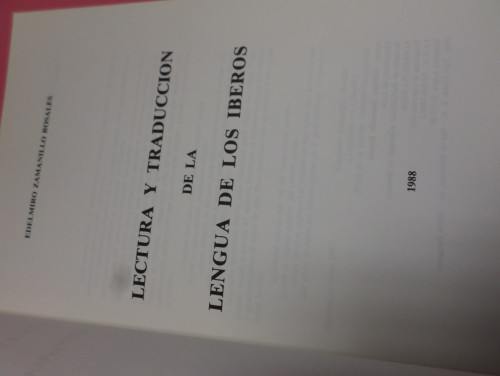 EDELMIRO ZAMANILLO ROSALES
LECTURA Y TRADUCCION
DE LA
LENGUA DE LOS IBEROS
1988